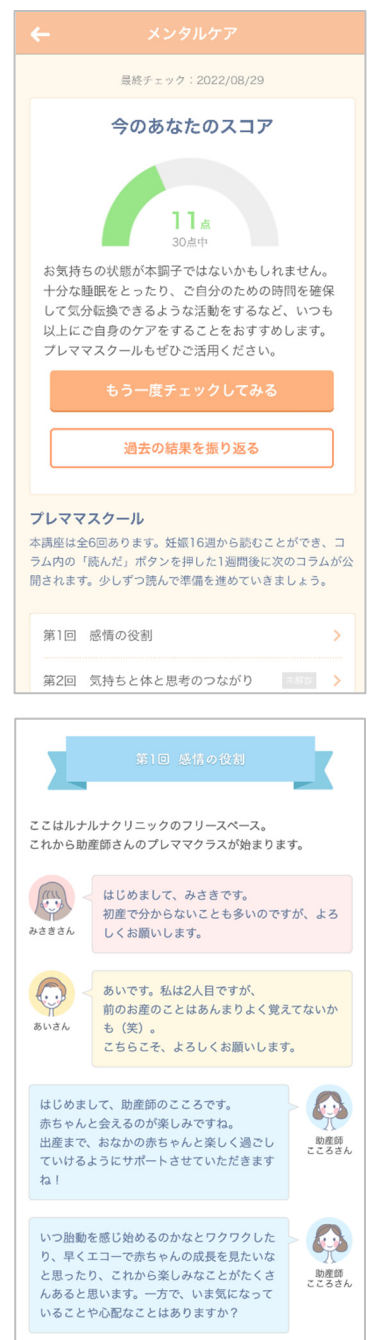 メンタルケア
最終チェック：2022/08/29
今のあなたのスコア
11点
30点中
お気持ちの状態が本調子ではないかもしれません。
十分な睡眠をとったり、ご自分のための時間を確保
して気分転換できるような活動をするなど、いつも
以上にご自身のケアをすることをおすすめします。
プレママスクールもぜひご活用ください。
もう一度チェックしてみる
過去の結果を振り返る
プレママスクール
本講座は全6回あります。妊娠16週から読むことができ、コ
ラム内の「読んだ」ボタンを押した1週間後に次のコラムが公
開されます。少しずつ読んで準備を進めていきましょう。
第1回 感情の役割
第2回 気持ちと体と思考のつながり
第1回 感情の役割
ここはルナルナクリニックのフリースペース。
これから助産師さんのプレママクラスが始まります。
はじめまして、みさきです。
初産で分からないことも多いのですが、よろ
しくお願いします。
みさきさん
あいです。私は2人目ですが、
前のお産のことはあんまりよく覚えてないか
も（笑）。
こちらこそ、よろしくお願いします。
あいさん
はじめまして、助産師のこころです。
赤ちゃんと会えるのが楽しみですね。
出産まで、おなかの赤ちゃんと楽しく過ごし
ていけるようにサポートさせていただきます
ね！
助産師
こころさん
いつ胎動を感じ始めるのかなとワクワクした
り、早くエコーで赤ちゃんの成長を見たいな
と思ったり、これから楽しみなことがたくさ
んあると思います。一方で、いま気になって
いることや心配なことはありますか？
助産師
こころさん